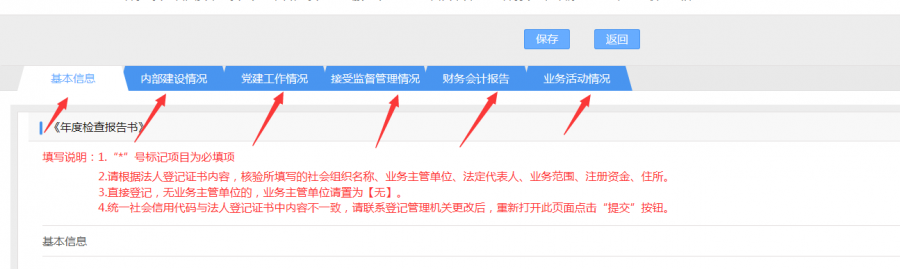 保存 返回
基本信息 内部建设情况 党建工作情况 接受监督管理情况 财务会计报告 业务活动情况
《年度检查报告书》
填写说明：1.“*”号标记项目为必填项
2.请根据法人登记证书内容，核验所填写的社会组织名称、业务主管单位、法定代表人、业务范围、注册资金、住所。
3.直接登记，无业务主管单位的，业务主管单位请置为【无】。
4.统一社会信用代码与法人登记证书中内容不一致，请联系登记管理机关更改后，重新打开此页面点击“提交”按钮。
基本信息